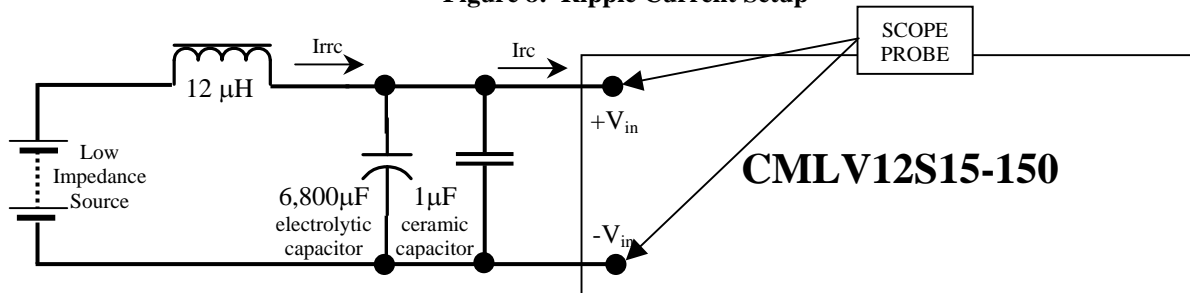 Figure 8. Ripple Current Setup
SCOPE
PROBE
Irrc
Irc
12 μH
+Vin
Low
Impedance
Source
CMLV12S15-150
6,800μF
electrolytic
capacitor
1μF
ceramic
capacitor
-Vin